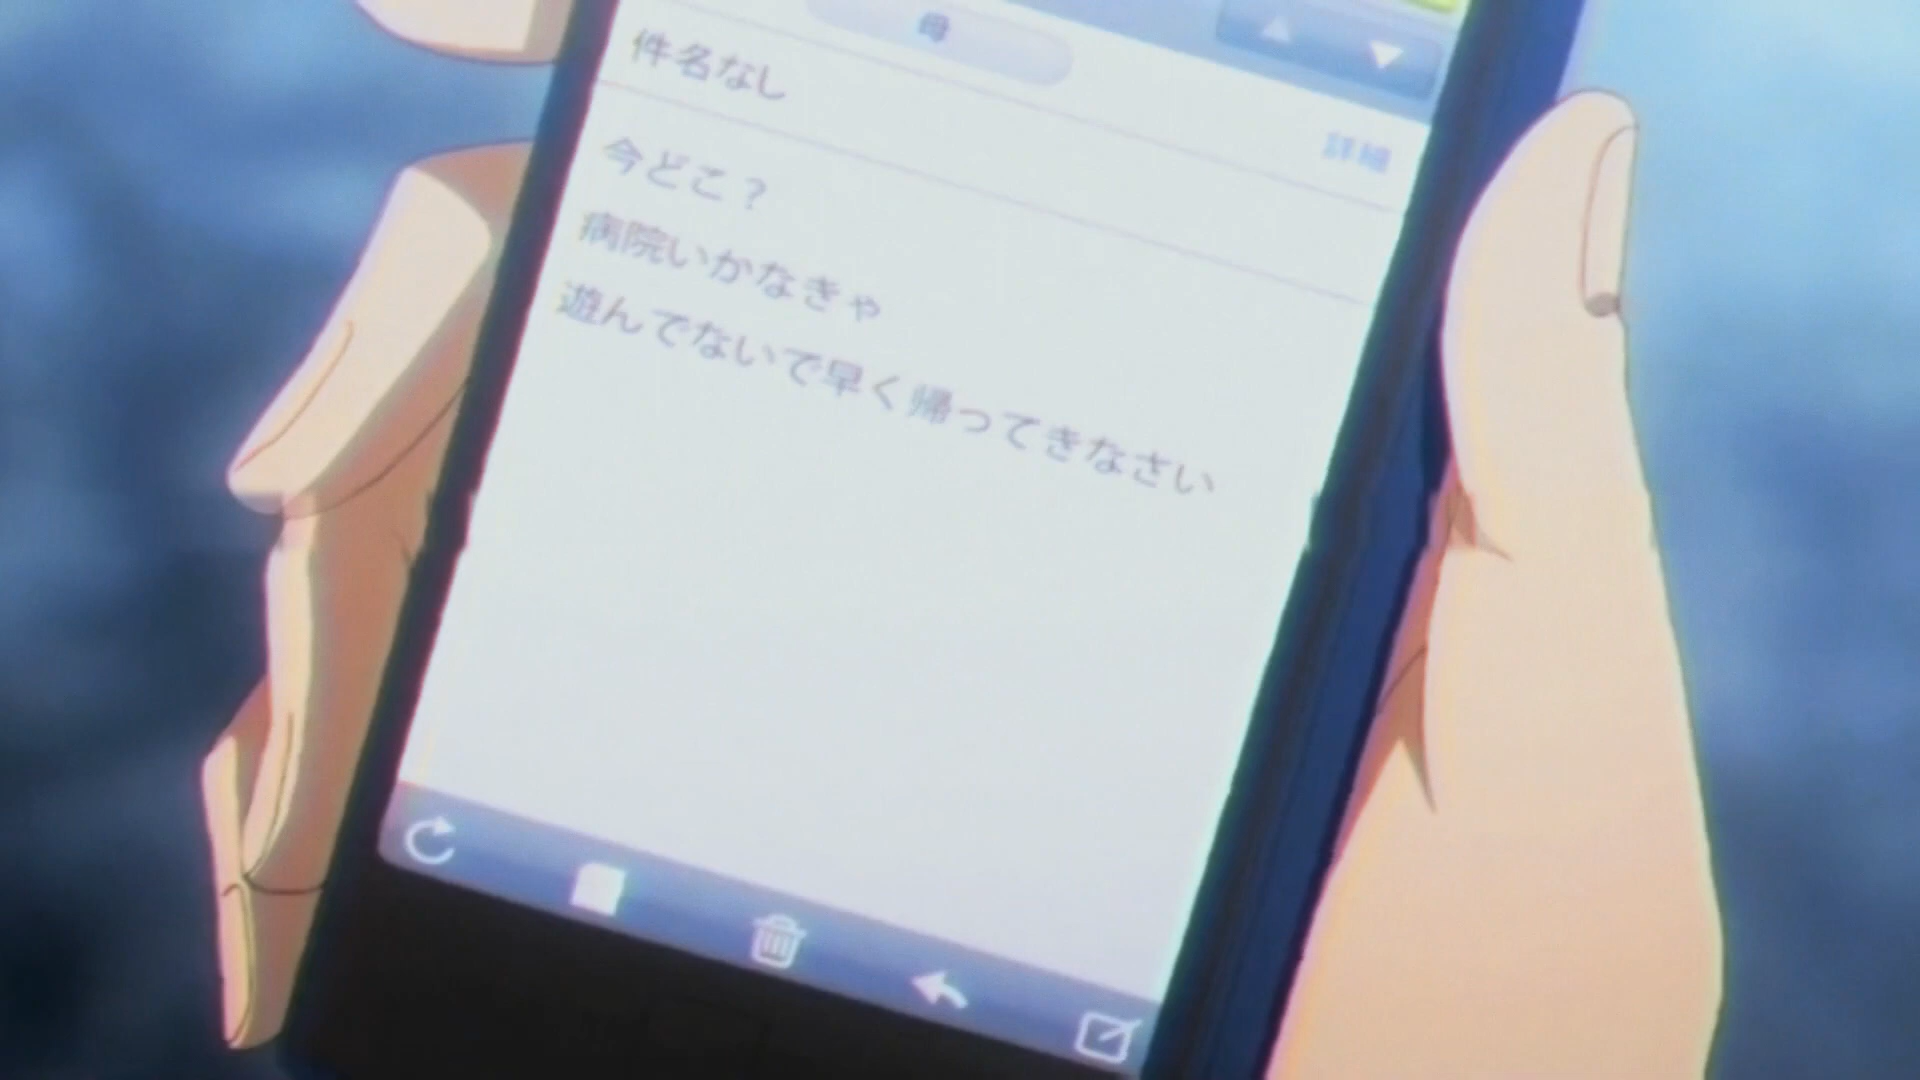 母
件名なし
詳細
今どこ？
病院いかなきゃ
遊んでないで早く帰ってきなさい